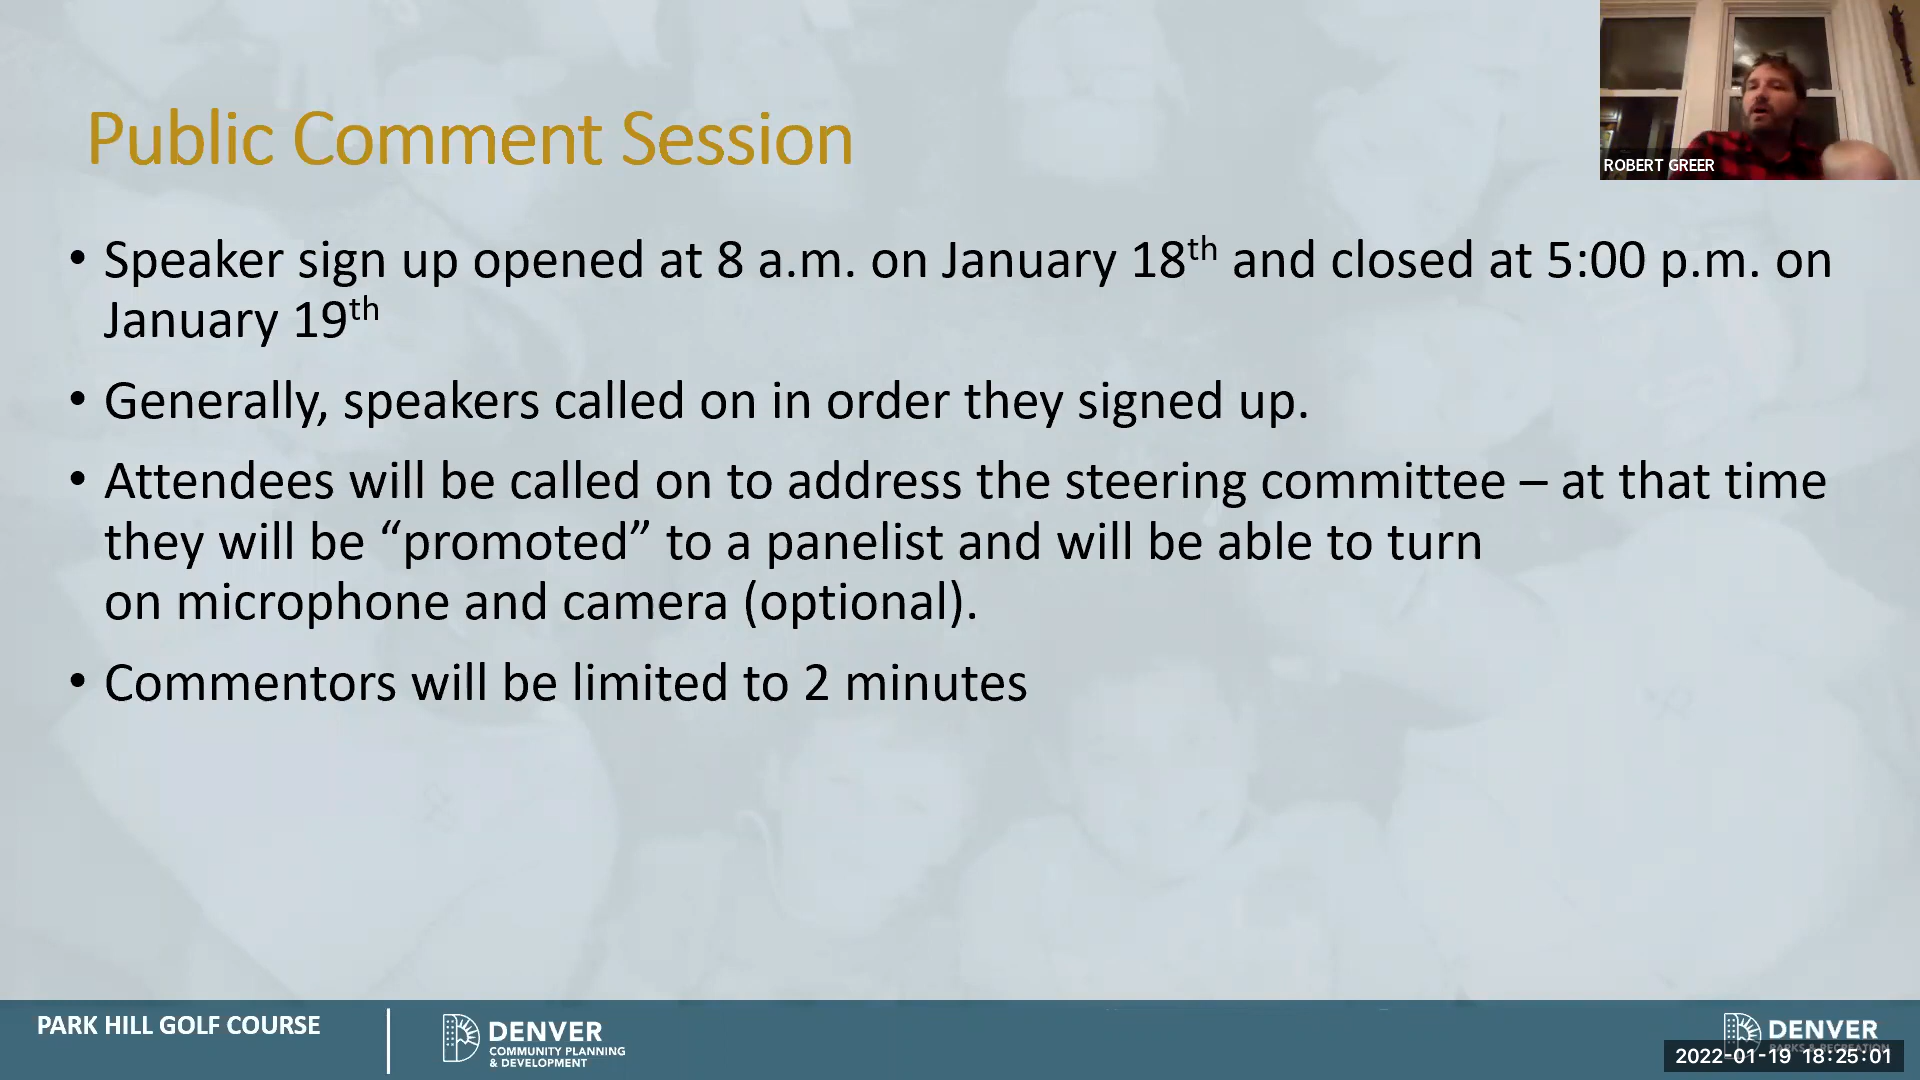 Public Comment Session
ROBERT GREER
• Speaker sign up opened at 8 a.m. on January 18th and closed at 5:00 p.m. on
January 19th
• Generally, speakers called on in order they signed up.
• Attendees will be called on to address the steering committee – at that time
they will be “promoted” to a panelist and will be able to turn
on microphone and camera (optional).
• Commentors will be limited to 2 minutes
PARK HILL GOLF COURSE
DENVER
COMMUNITY PLANNING
& DEVELOPMENT
DENVER
PARKS & RECREATION
2022-01-19 18:25:01